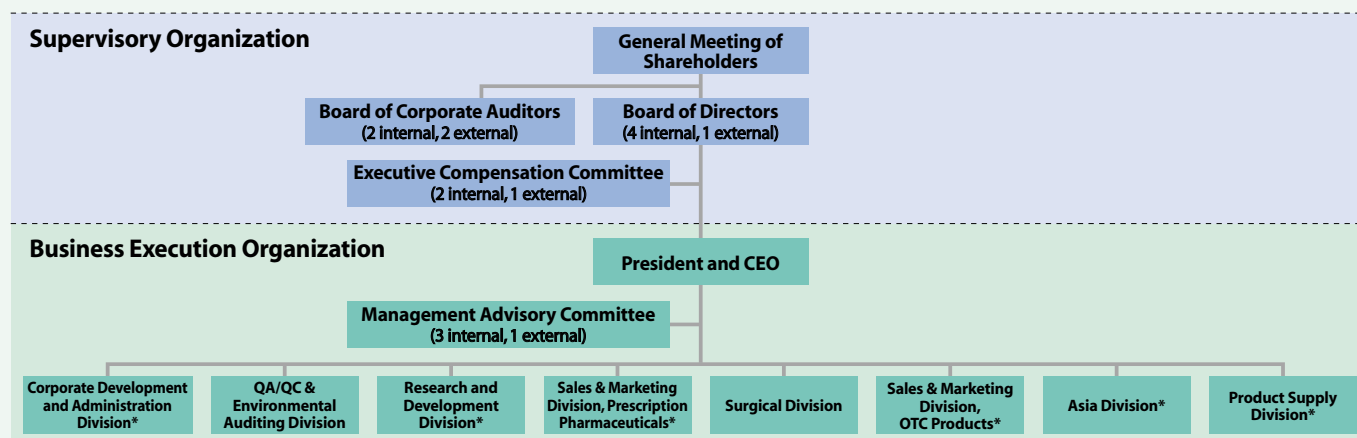 Supervisory Organization
General Meeting of
Shareholders
Board of Corporate Auditors
(2 internal, 2 external)
Board of Directors
(4 internal, 1 external)
Executive Compensation Committee
(2 internal, 1 external)
Business Execution Organization
President and CEO
Management Advisory Committee
(3 internal, 1 external)
Corporate Development
and Administration
Division*
QA/QC &
Environmental
Auditing Division
Research and
Development
Division*
Sales & Marketing
Division, Prescription
Pharmaceuticals*
Surgical Division
Sales & Marketing
Division,
OTC Products*
Asia Division*
Product Supply
Division*